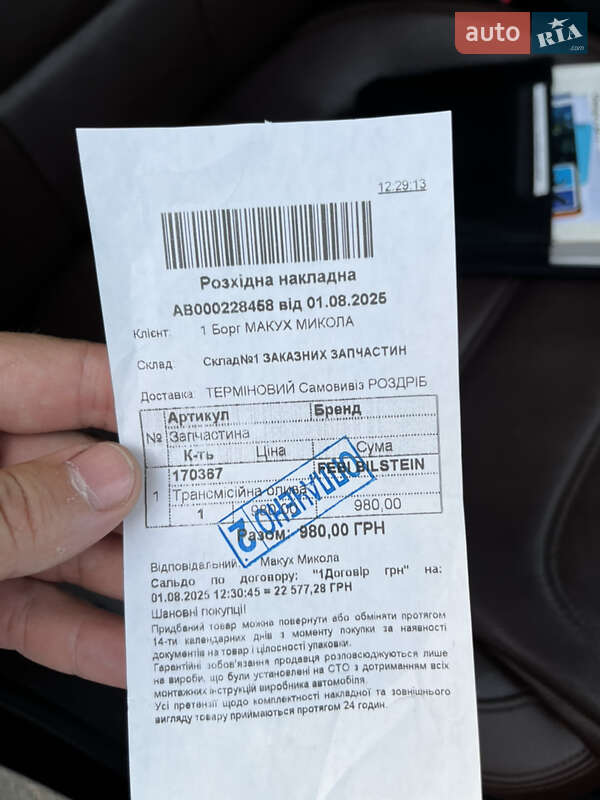 auto RIA .com
12:29:13
Розхідна накладна
АВ000228458 від 01.08.2025
Клієнт: 1 Борг МАКУХ МИКОЛА
Склад: Склад№1 ЗАКАЗНИХ ЗАПЧАСТИН
Доставка: ТЕРМІНОВИЙ Самовивіз РОЗДРІБ
Артикул Бренд
№ Запчастина
К-ть Ціна Сума
170367 FEBI BILSTEIN
1 Трансмісійна олива
1 980,00 980,00
ОПЛАЧЕНО 2
Разом: 980,00 ГРН
Відповідальний: Макух Микола
Сальдо по договору: "1Договір грн" на:
01.08.2025 12:30:45 = 22 577,28 ГРН
Шановні покупці!
Придбаний товар можна повернути або обміняти протягом
14-ти календарних днів з моменту покупки за наявності
документів на товар і цілосності упаковки.
Гарантійні зобов'язання продавця розповсюджуються лише
на вироби, що були установлені на СТО з дотриманням всіх
монтажних інструкцій виробника автомобіля.
Усі претензії щодо комплектності накладної та зовнішнього
вигляду товару приймаються протягом 24 годин.